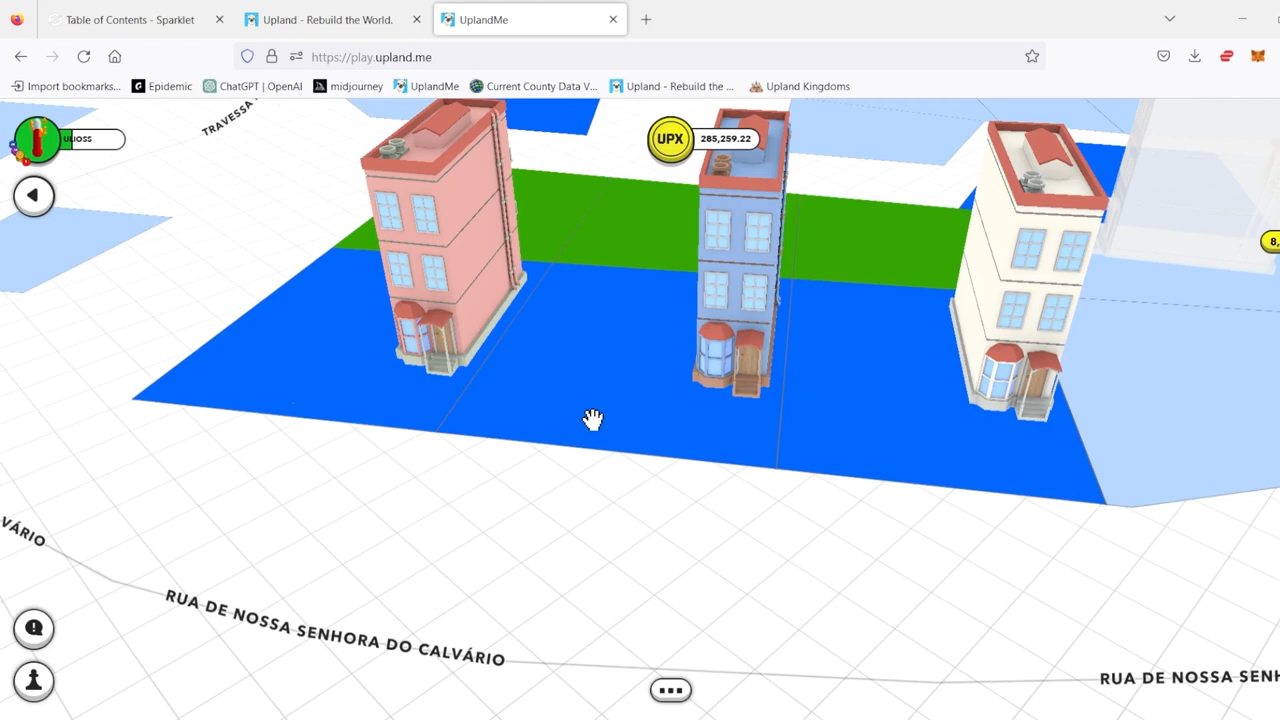 Table of Contents - Sparklet
Upland - Rebuild the World.
UplandMe
https://play.upland.me
Import bookmarks...
Epidemic
ChatGPT | OpenAI
midjourney
UplandMe
Current County Data V...
Upland - Rebuild the ...
Upland Kingdoms
TRAVESSA
UPX
285,259.22
8,
VÁRIO
RUA DE NOSSA SENHORA DO CALVÁRIO
RUA DE NOSSA SENH